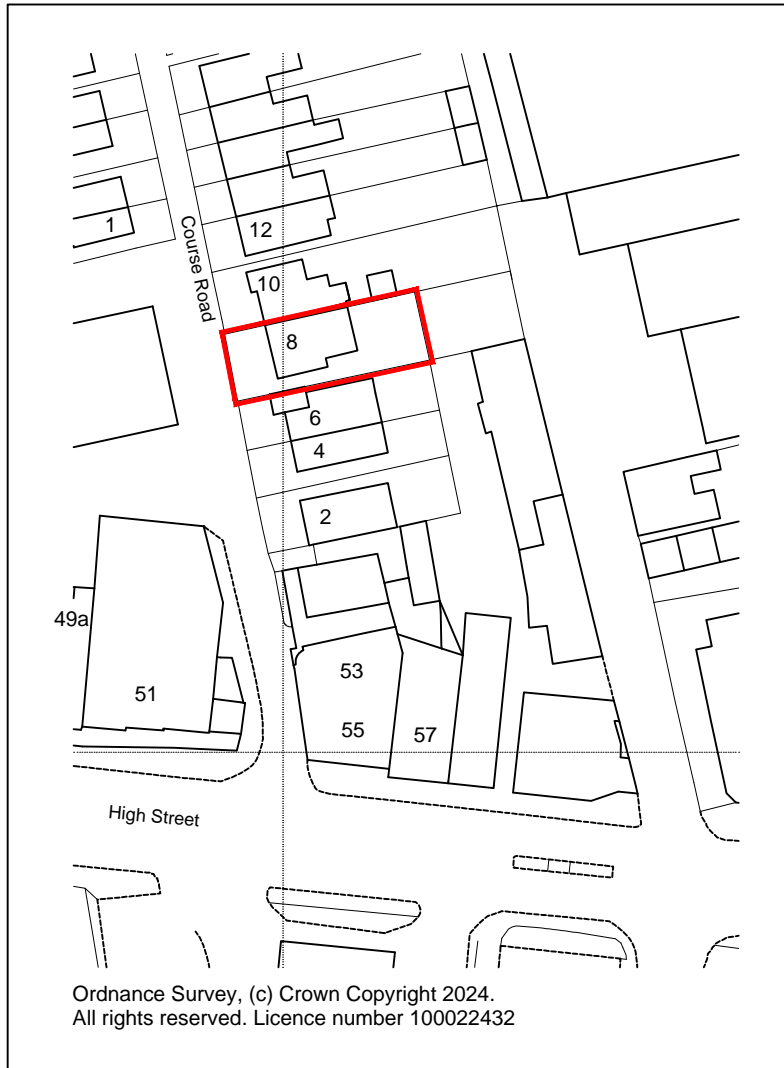 1
Course Road
12
10
8
6
4
2
49a
51
53
55
57
High Street
Ordnance Survey, (c) Crown Copyright 2024.
All rights reserved. Licence number 100022432